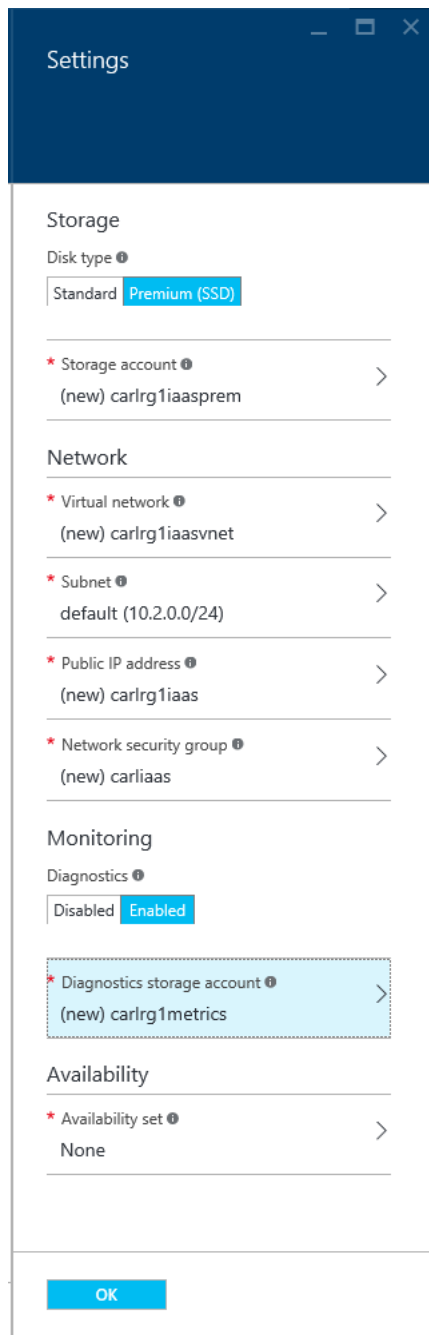 Settings
Storage
Disk type
Standard Premium (SSD)
* Storage account
(new) carlrg1iaasprem
Network
* Virtual network
(new) carlrg1iaasvnet
* Subnet
default (10.2.0.0/24)
* Public IP address
(new) carlrg1iaas
* Network security group
(new) carliaas
Monitoring
Diagnostics
Disabled Enabled
* Diagnostics storage account
(new) carlrg1metrics
Availability
* Availability set
None
OK